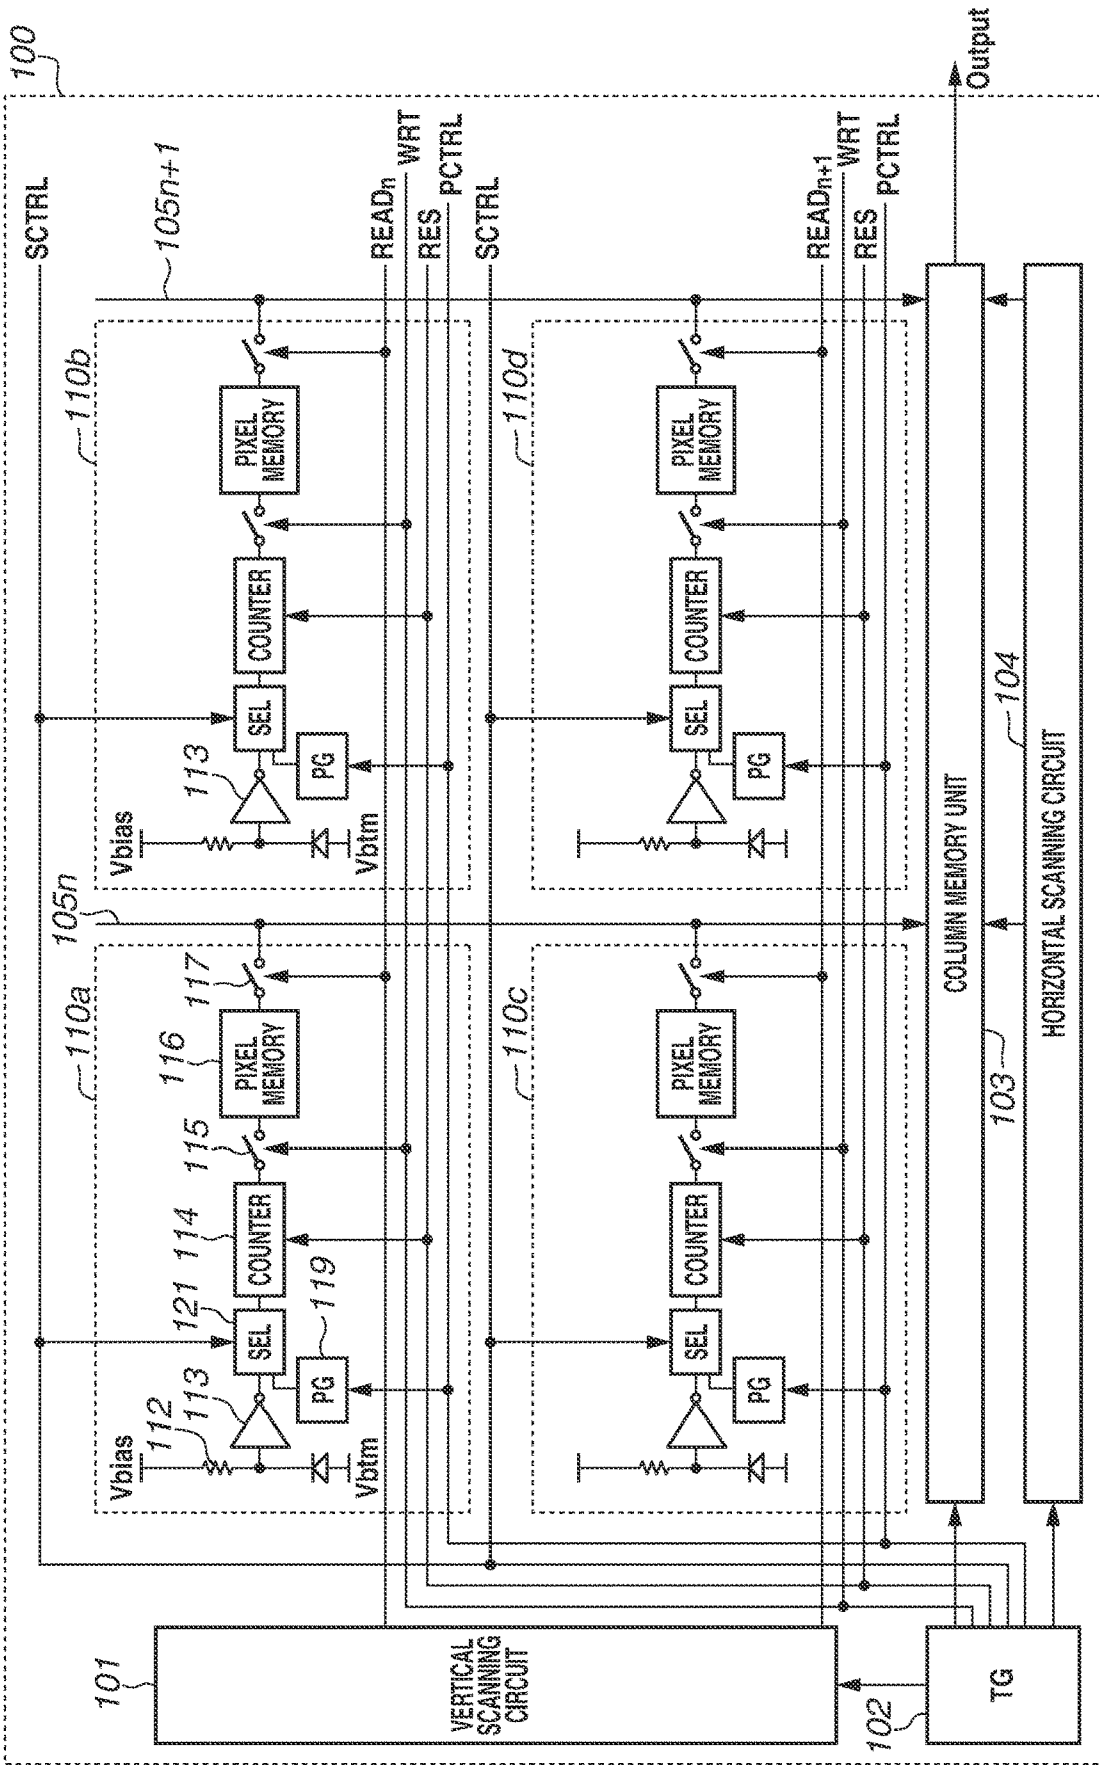 100
SCTRL
105n+1
110b
110a
105n
Vbias
113
Vbtm
SEL
PG
COUNTER
PIXEL
MEMORY
READn
WRT
RES
PCTRL
Vbias
112
113
Vbtm
121
SEL
119
PG
114
COUNTER
115
116
PIXEL
MEMORY
117
SCTRL
110d
SEL
PG
COUNTER
PIXEL
MEMORY
110c
SEL
PG
COUNTER
PIXEL
MEMORY
READn+1
WRT
RES
PCTRL
101
VERTICAL
SCANNING
CIRCUIT
102
TG
COLUMN MEMORY UNIT
103
104
HORIZONTAL SCANNING CIRCUIT
Output